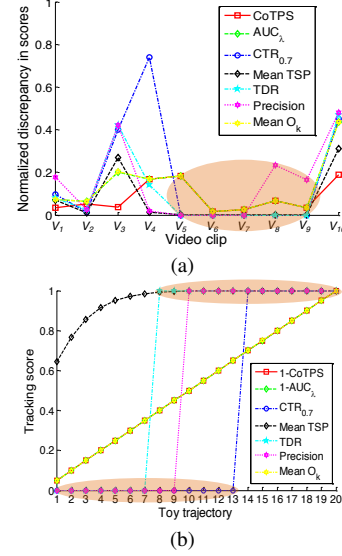 1
0.8
0.6
0.4
0.2
0
Normalized discrepancy in scores
CoTPS
AUCλ
CTR0.7
Mean TSP
TDR
Precision
Mean Ok
V1 V2 V3 V4 V5 V6 V7 V8 V9 V10
Video clip
(a)
1
0.8
0.6
0.4
0.2
0
Tracking score
1-CoTPS
1-AUCλ
CTR0.7
Mean TSP
TDR
Precision
Mean Ok
1 2 3 4 5 6 7 8 9 10 11 12 13 14 15 16 17 18 19 20
Toy trajectory
(b)